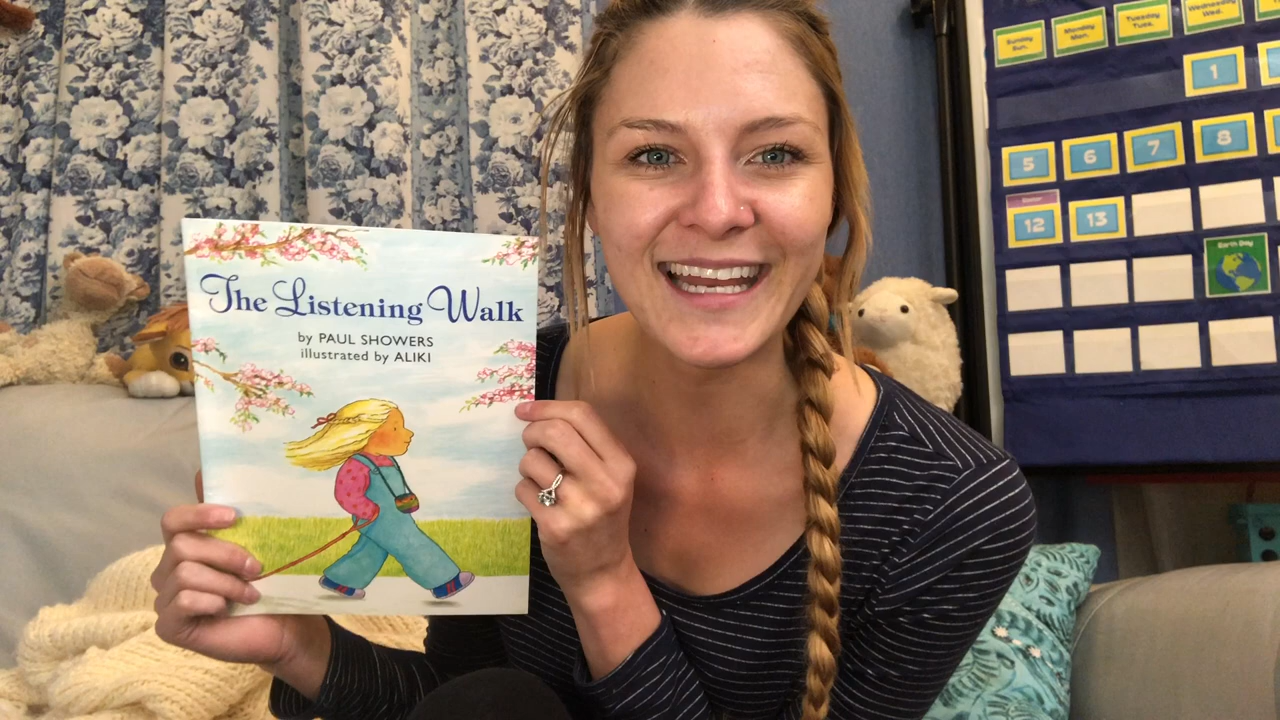 The Listening Walk
by PAUL SHOWERS
illustrated by ALIKI
Sunday
Sun.
Monday
Mon.
Tuesday
Tues.
Wednesday
Wed.
1
5
6
7
8
Easter
12
13
Earth Day